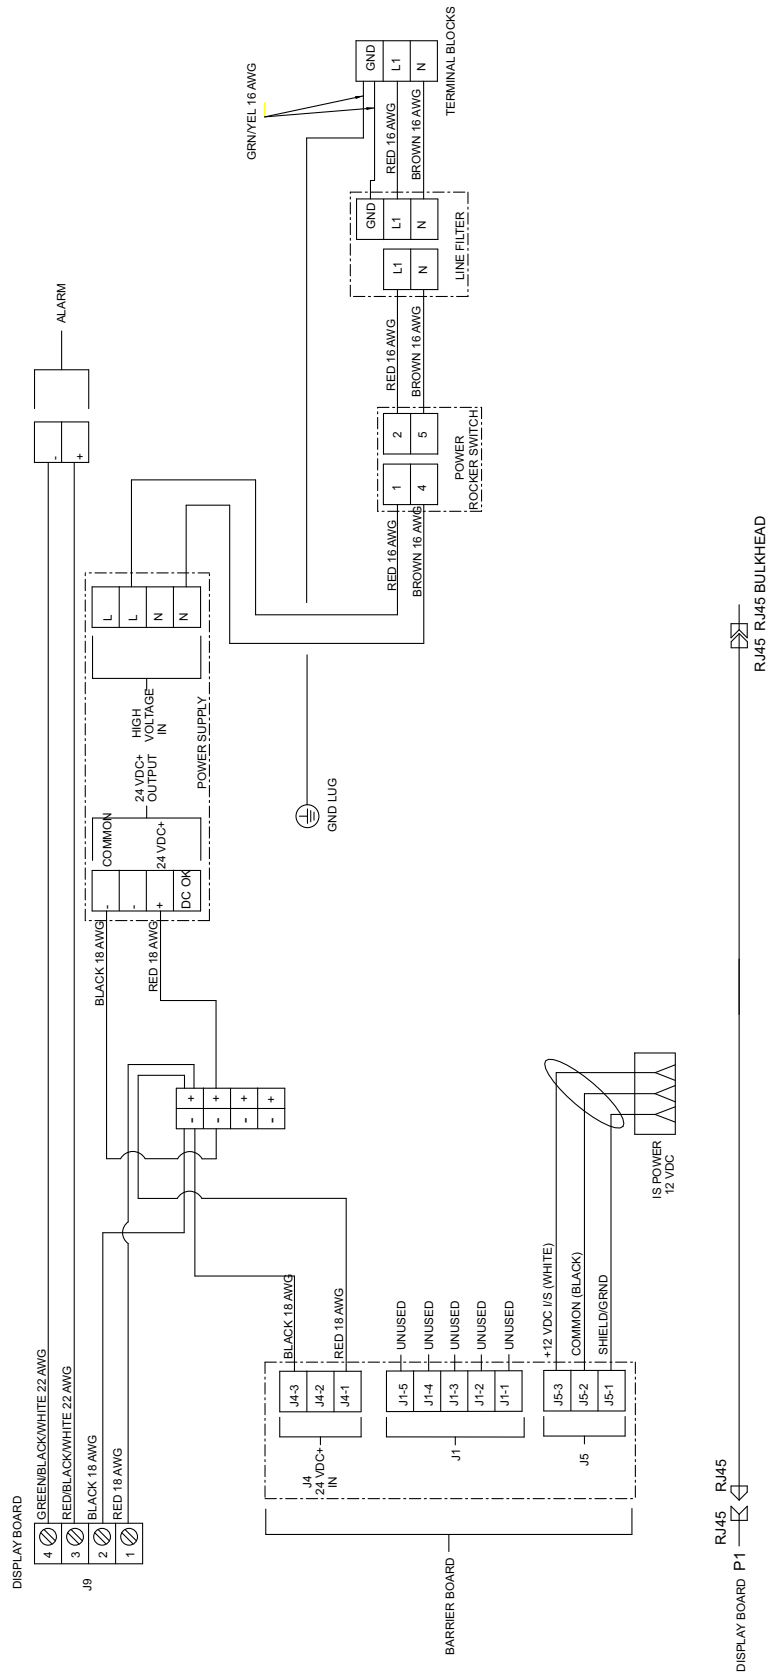 DISPLAY BOARD
J9
4
3
2
1
GREEN/BLACK/WHITE 22 AWG
RED/BLACK/WHITE 22 AWG
BLACK 18 AWG
RED 18 AWG
ALARM
-
+
BLACK 18 AWG
RED 18 AWG
-
-
+
DC OK
COMMON
24 VDC+
24 VDC+
OUTPUT
HIGH
VOLTAGE
IN
POWER SUPPLY
L
L
N
N
- +
- +
- +
- +
GND LUG
GRN/YEL 16 AWG
GND
L1
N
TERMINAL BLOCKS
RED 16 AWG
BROWN 16 AWG
GND
L1
N
L1
N
LINE FILTER
RED 16 AWG
BROWN 16 AWG
2
5
1
4
POWER
ROCKER SWITCH
RED 16 AWG
BROWN 16 AWG
BARRIER BOARD
J4
24 VDC+
IN
J4-3
J4-2
J4-1
BLACK 18 AWG
RED 18 AWG
J1
J1-5
J1-4
J1-3
J1-2
J1-1
UNUSED
UNUSED
UNUSED
UNUSED
UNUSED
J5
J5-3
J5-2
J5-1
+12 VDC I/S (WHITE)
COMMON (BLACK)
SHIELD/GRND
IS POWER
12 VDC
DISPLAY BOARD P1
RJ45
RJ45
RJ45
RJ45 BULKHEAD